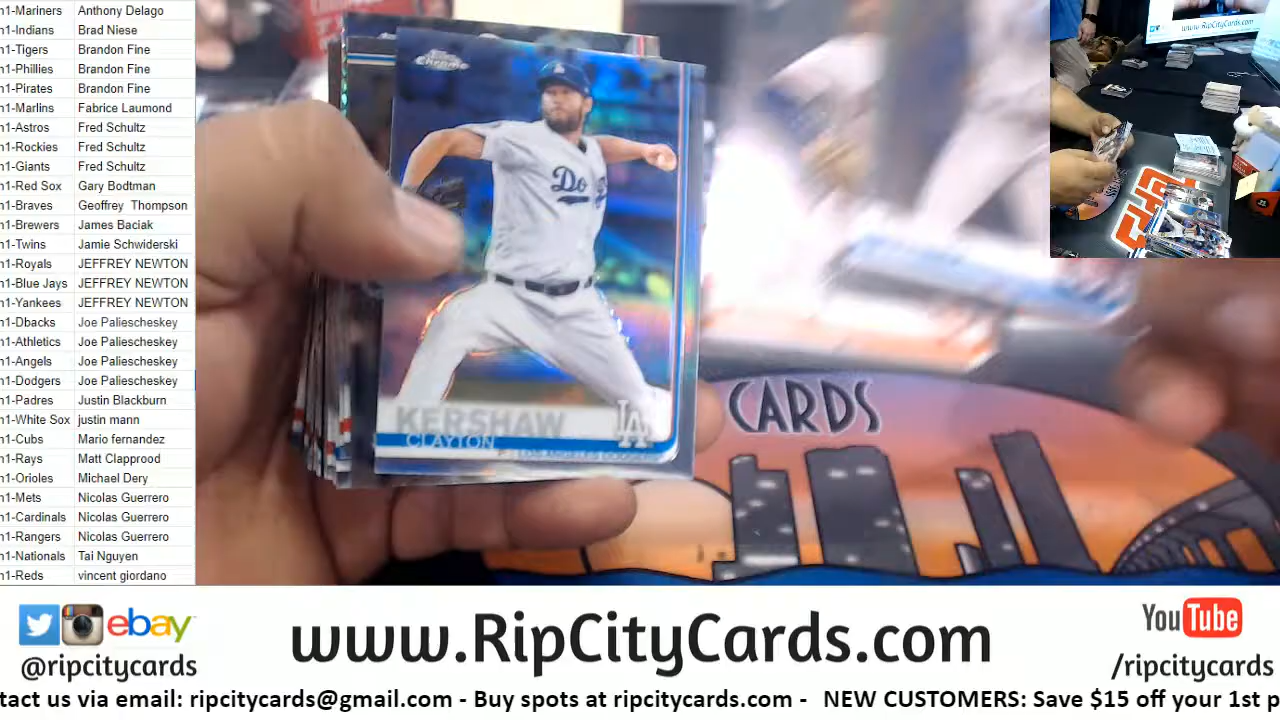 n1-Mariners Anthony Delago
n1-Indians Brad Niese
n1-Tigers Brandon Fine
n1-Phillies Brandon Fine
n1-Pirates Brandon Fine
n1-Marlins Fabrice Laumond
n1-Astros Fred Schultz
n1-Rockies Fred Schultz
n1-Giants Fred Schultz
n1-Red Sox Gary Bodtman
n1-Braves Geoffrey Thompson
n1-Brewers James Baciak
n1-Twins Jamie Schwiderski
n1-Royals JEFFREY NEWTON
n1-Blue Jays JEFFREY NEWTON
n1-Yankees JEFFREY NEWTON
n1-Dbacks Joe Paliescheskey
n1-Athletics Joe Paliescheskey
n1-Angels Joe Paliescheskey
n1-Dodgers Joe Paliescheskey
n1-Padres Justin Blackburn
n1-White Sox justin mann
n1-Cubs Mario fernandez
n1-Rays Matt Clapprood
n1-Orioles Michael Dery
n1-Mets Nicolas Guerrero
n1-Cardinals Nicolas Guerrero
n1-Rangers Nicolas Guerrero
n1-Nationals Tai Nguyen
n1-Reds vincent giordano
Chrome
Do
KERSHAW
CLAYTON
LA
CARDS
www.RipCityCards.com
ebay
@ripcitycards
www.RipCityCards.com
YouTube
/ripcitycards
tact us via email: ripcitycards@gmail.com - Buy spots at ripcitycards.com - NEW CUSTOMERS: Save $15 off your 1st p